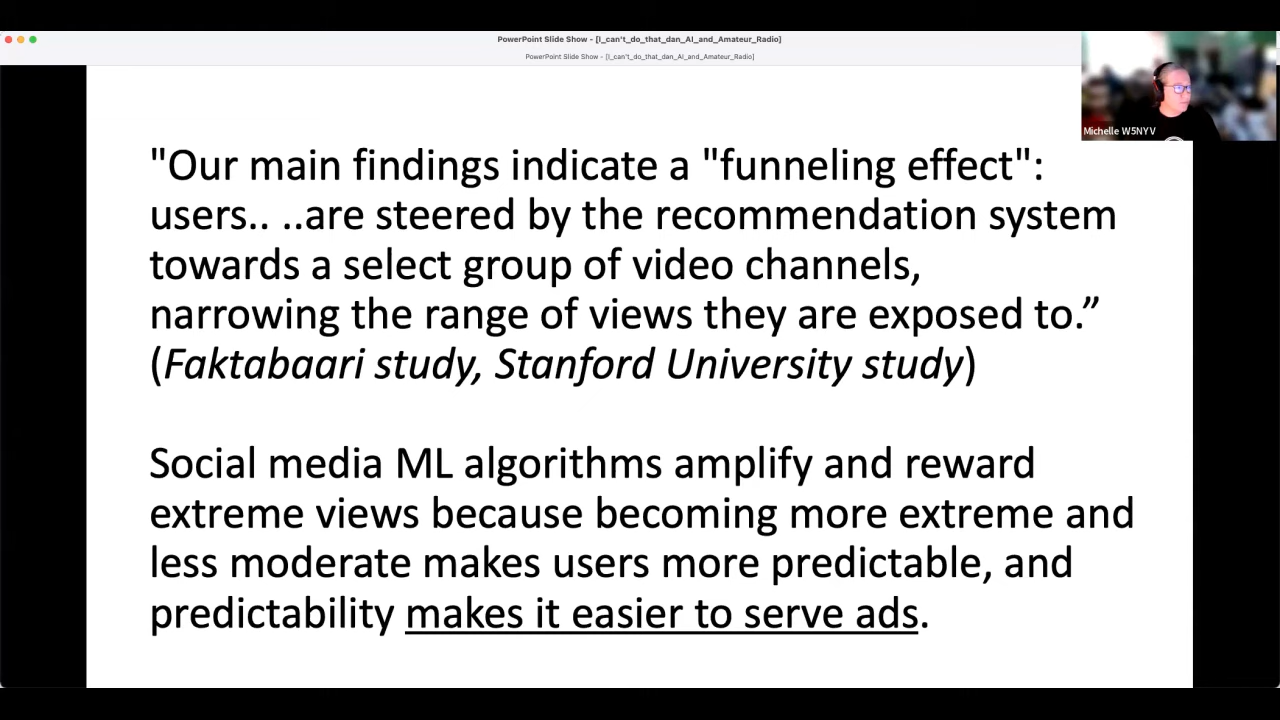 PowerPoint Slide Show - [I_can't_do_that_dan_AI_and_Amateur_Radio]
PowerPoint Slide Show - [I_can't_do_that_dan_AI_and_Amateur_Radio]
Michelle W5NYV
"Our main findings indicate a "funneling effect":
users.. ..are steered by the recommendation system
towards a select group of video channels,
narrowing the range of views they are exposed to.”
(Faktabaari study, Stanford University study)
Social media ML algorithms amplify and reward
extreme views because becoming more extreme and
less moderate makes users more predictable, and
predictability makes it easier to serve ads.